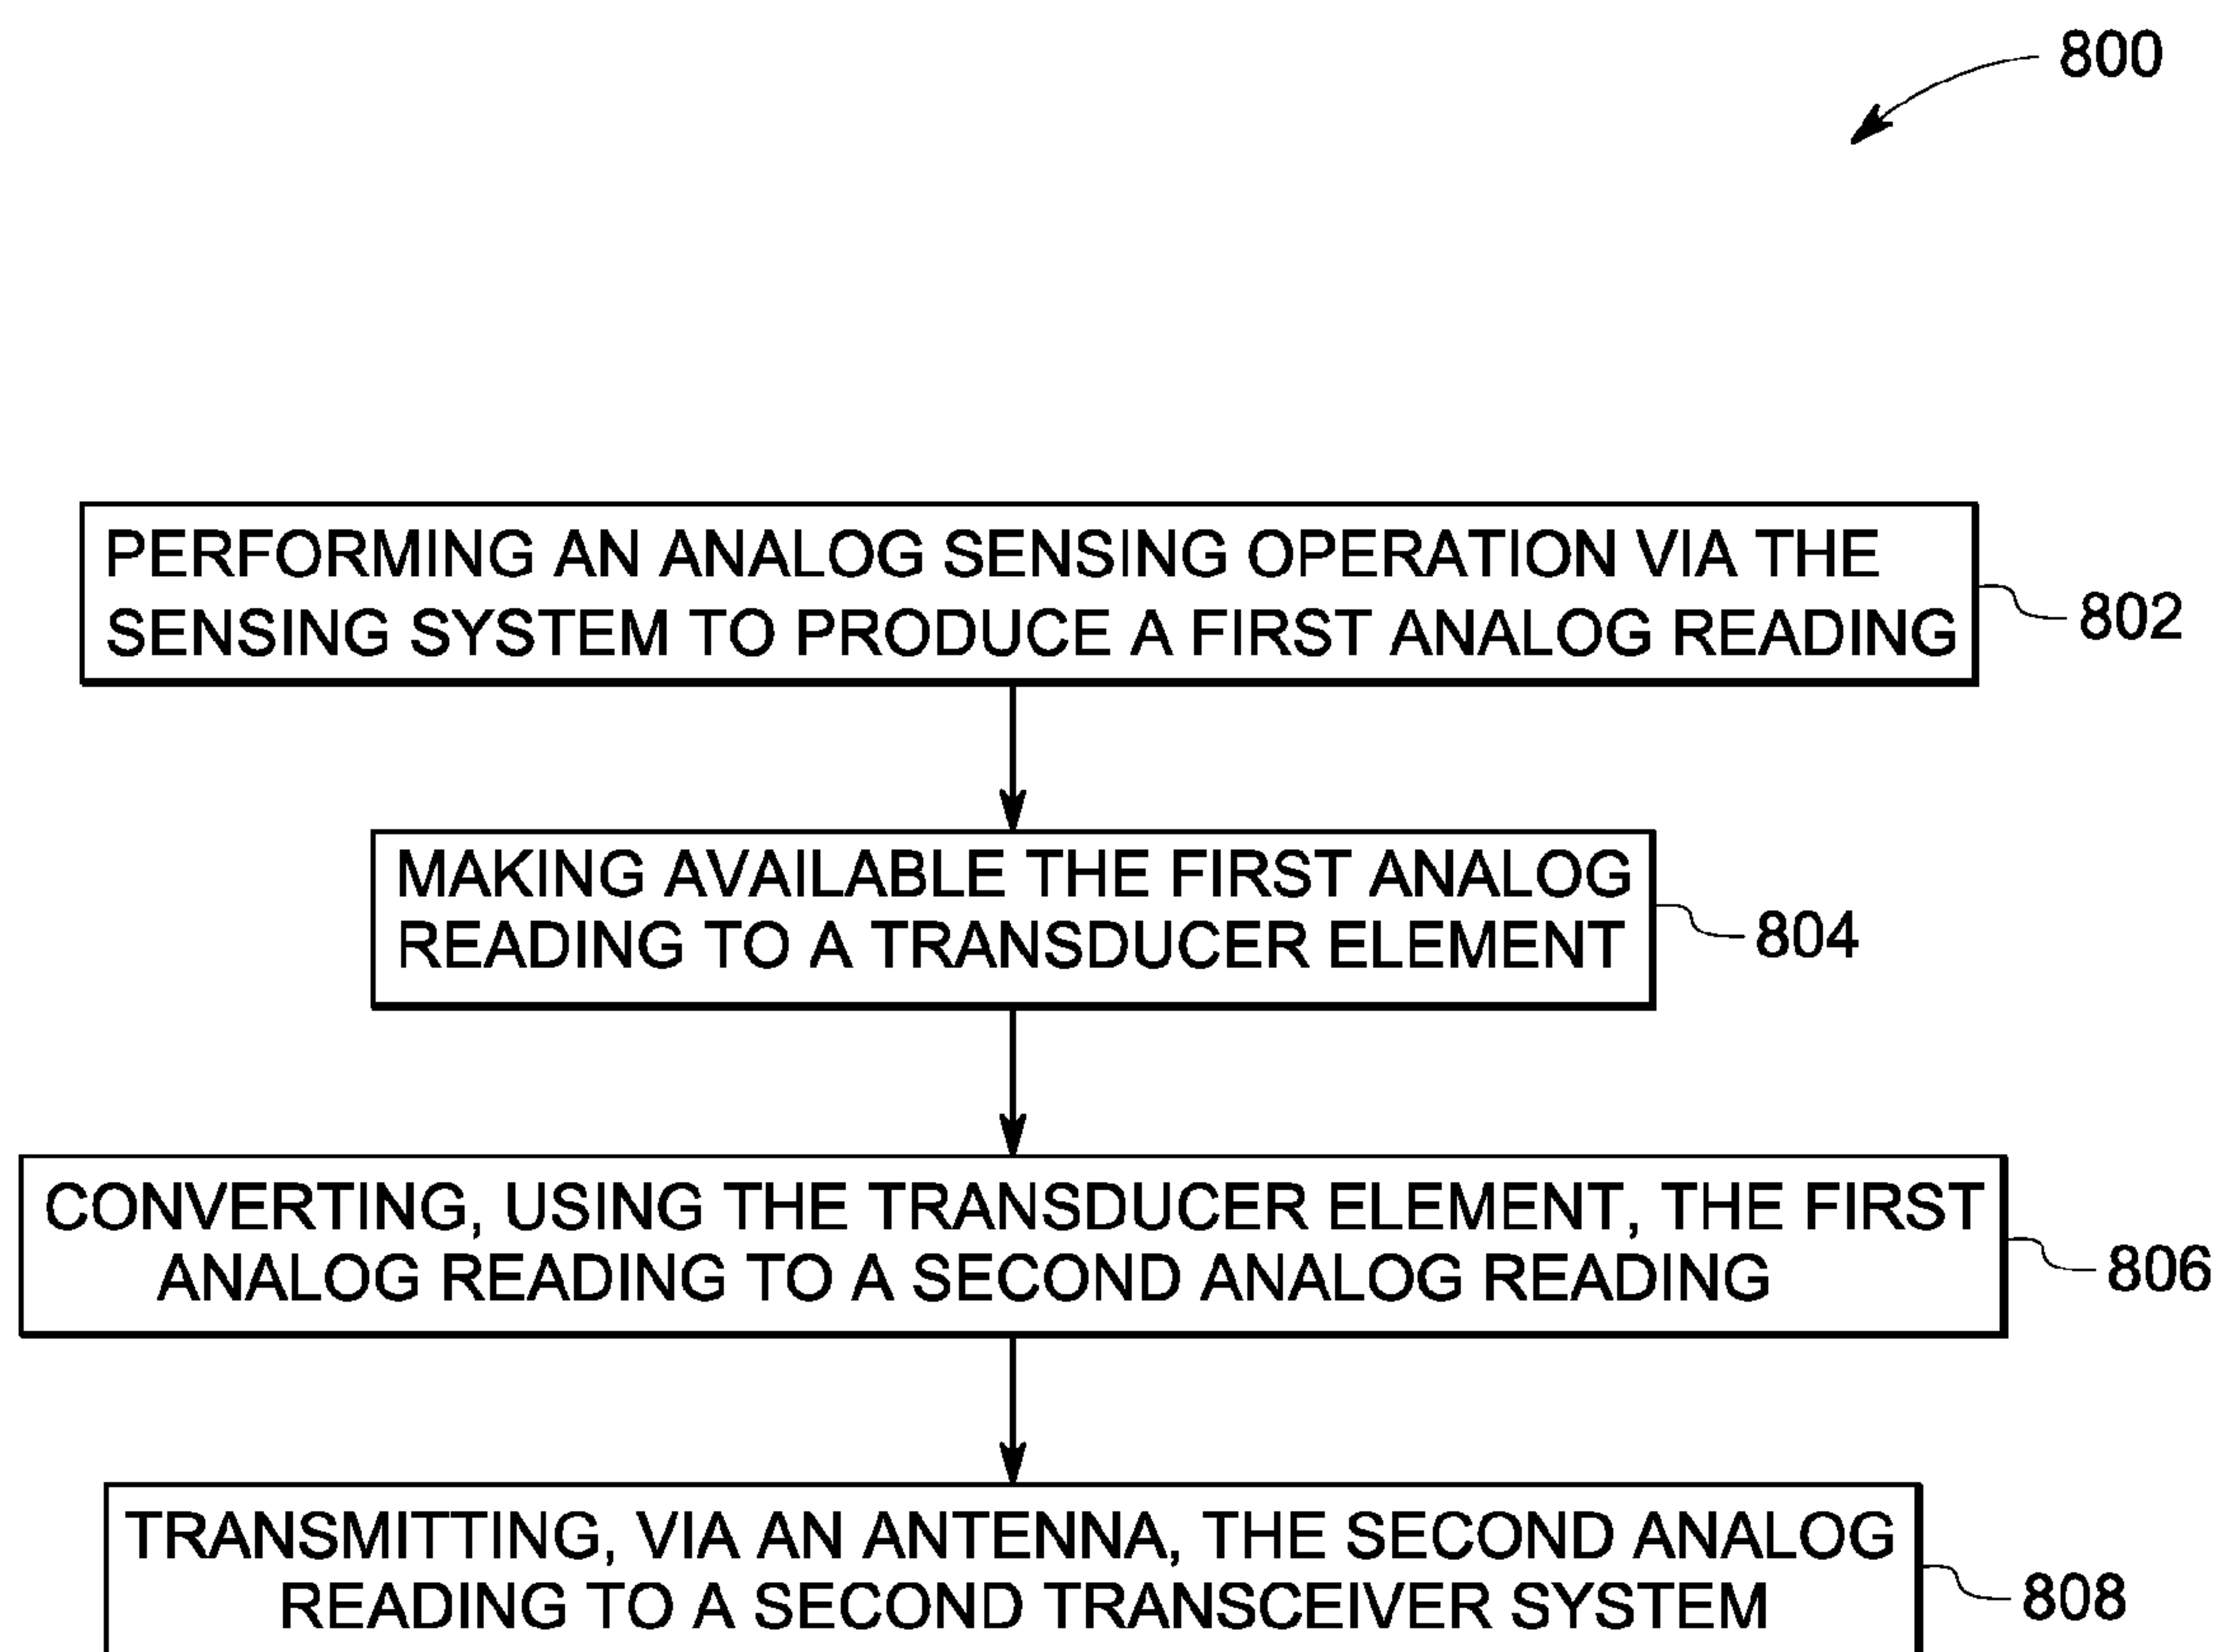 800
PERFORMING AN ANALOG SENSING OPERATION VIA THE
SENSING SYSTEM TO PRODUCE A FIRST ANALOG READING
802
MAKING AVAILABLE THE FIRST ANALOG
READING TO A TRANSDUCER ELEMENT
804
CONVERTING, USING THE TRANSDUCER ELEMENT, THE FIRST
ANALOG READING TO A SECOND ANALOG READING
806
TRANSMITTING, VIA AN ANTENNA, THE SECOND ANALOG
READING TO A SECOND TRANSCEIVER SYSTEM
808